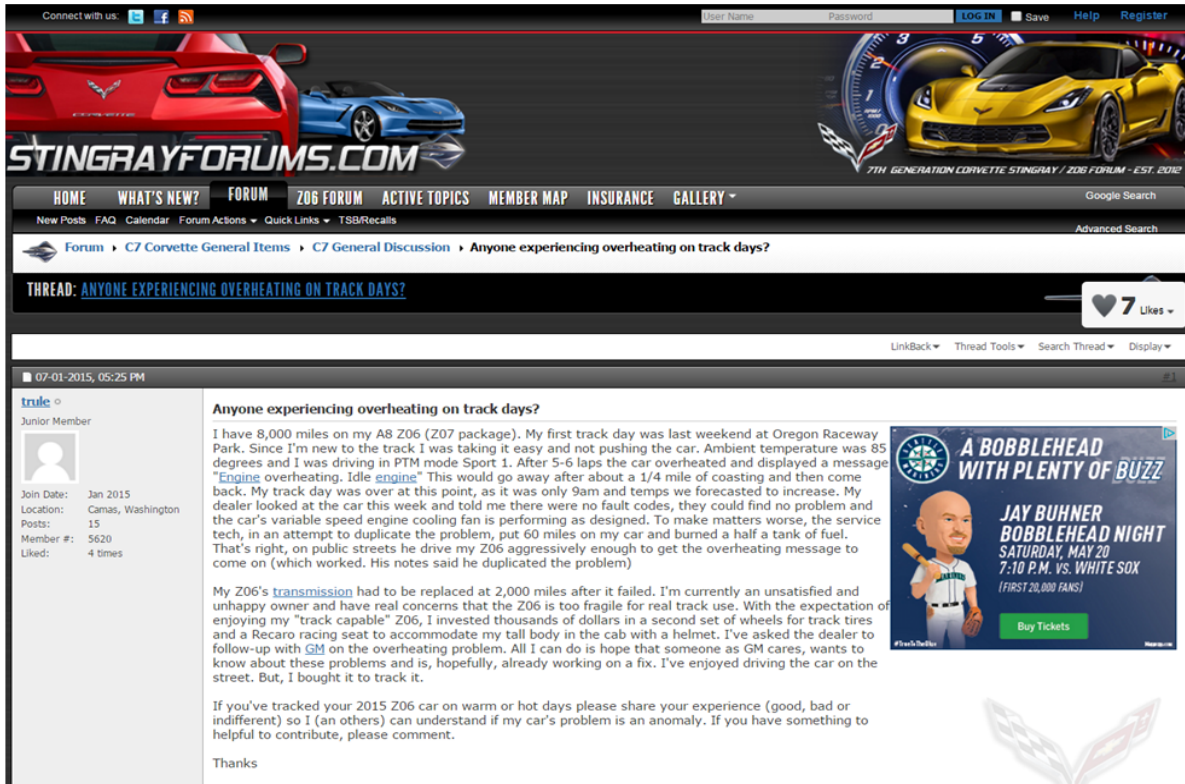 Connect with us:
User Name Password LOG IN Save Help Register
CORVETTE
STINGRAYFORUMS.COM
7TH GENERATION CORVETTE STINGRAY / Z06 FORUM - EST. 2012
HOME WHAT'S NEW? FORUM Z06 FORUM ACTIVE TOPICS MEMBER MAP INSURANCE GALLERY
Google Search
New Posts FAQ Calendar Forum Actions Quick Links TSB/Recalls
Advanced Search
Forum C7 Corvette General Items C7 General Discussion Anyone experiencing overheating on track days?
THREAD: ANYONE EXPERIENCING OVERHEATING ON TRACK DAYS?
7 Likes
LinkBack Thread Tools Search Thread Display
07-01-2015, 05:25 PM #1
trule
Junior Member
Join Date: Jan 2015
Location: Camas, Washington
Posts: 15
Member #: 5620
Liked: 4 times
Anyone experiencing overheating on track days?
I have 8,000 miles on my A8 Z06 (Z07 package). My first track day was last weekend at Oregon Raceway
Park. Since I'm new to the track I was taking it easy and not pushing the car. Ambient temperature was 85
degrees and I was driving in PTM mode Sport 1. After 5-6 laps the car overheated and displayed a message
"Engine overheating. Idle engine" This would go away after about a 1/4 mile of coasting and then come
back. My track day was over at this point, as it was only 9am and temps we forecasted to increase. My
dealer looked at the car this week and told me there were no fault codes, they could find no problem and
the car's variable speed engine cooling fan is performing as designed. To make matters worse, the service
tech, in an attempt to duplicate the problem, put 60 miles on my car and burned a half a tank of fuel.
That's right, on public streets he drive my Z06 aggressively enough to get the overheating message to
come on (which worked. His notes said he duplicated the problem)
My Z06's transmission had to be replaced at 2,000 miles after it failed. I'm currently an unsatisfied and
unhappy owner and have real concerns that the Z06 is too fragile for real track use. With the expectation of
enjoying my "track capable" Z06, I invested thousands of dollars in a second set of wheels for track tires
and a Recaro racing seat to accommodate my tall body in the cab with a helmet. I've asked the dealer to
follow-up with GM on the overheating problem. All I can do is hope that someone as GM cares, wants to
know about these problems and is, hopefully, already working on a fix. I've enjoyed driving the car on the
street. But, I bought it to track it.
If you've tracked your 2015 Z06 car on warm or hot days please share your experience (good, bad or
indifferent) so I (an others) can understand if my car's problem is an anomaly. If you have something to
helpful to contribute, please comment.
Thanks
A BOBBLEHEAD
WITH PLENTY OF BUZZ
JAY BUHNER
BOBBLEHEAD NIGHT
SATURDAY, MAY 20
7:10 P.M. VS. WHITE SOX
(FIRST 20,000 FANS)
Buy Tickets